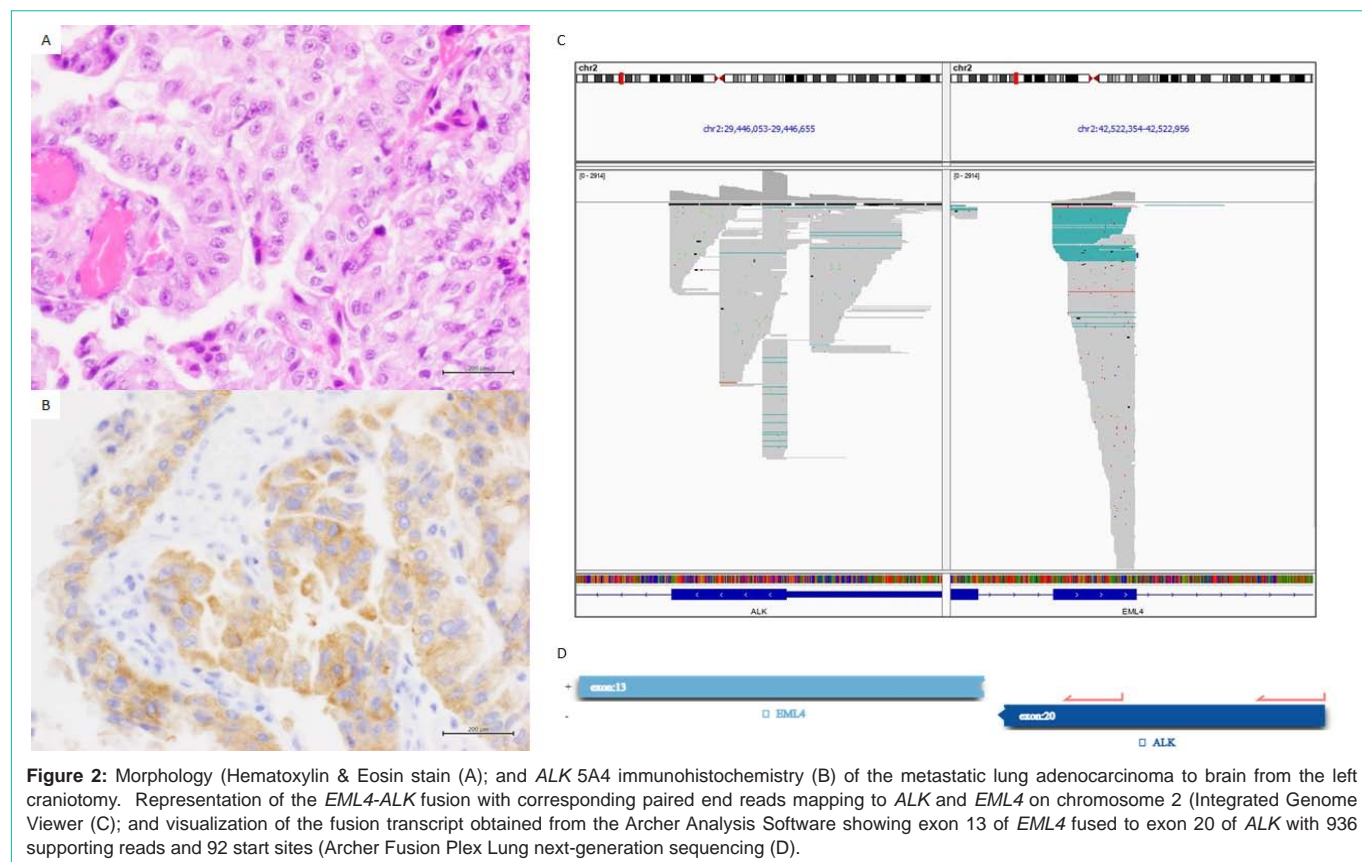 A
200 µm
B
200 µm
C
chr2
chr2
chr2:29,446,053-29,446,655
chr2:42,522,354-42,522,956
[0 - 2914]
[0 - 2914]
ALK
EML4
D
+
exon:13
-
EML4
exon:20
ALK
Figure 2: Morphology (Hematoxylin & Eosin stain (A); and ALK 5A4 immunohistochemistry (B) of the metastatic lung adenocarcinoma to brain from the left
craniotomy. Representation of the EML4-ALK fusion with corresponding paired end reads mapping to ALK and EML4 on chromosome 2 (Integrated Genome
Viewer (C); and visualization of the fusion transcript obtained from the Archer Analysis Software showing exon 13 of EML4 fused to exon 20 of ALK with 936
supporting reads and 92 start sites (Archer Fusion Plex Lung next-generation sequencing (D).